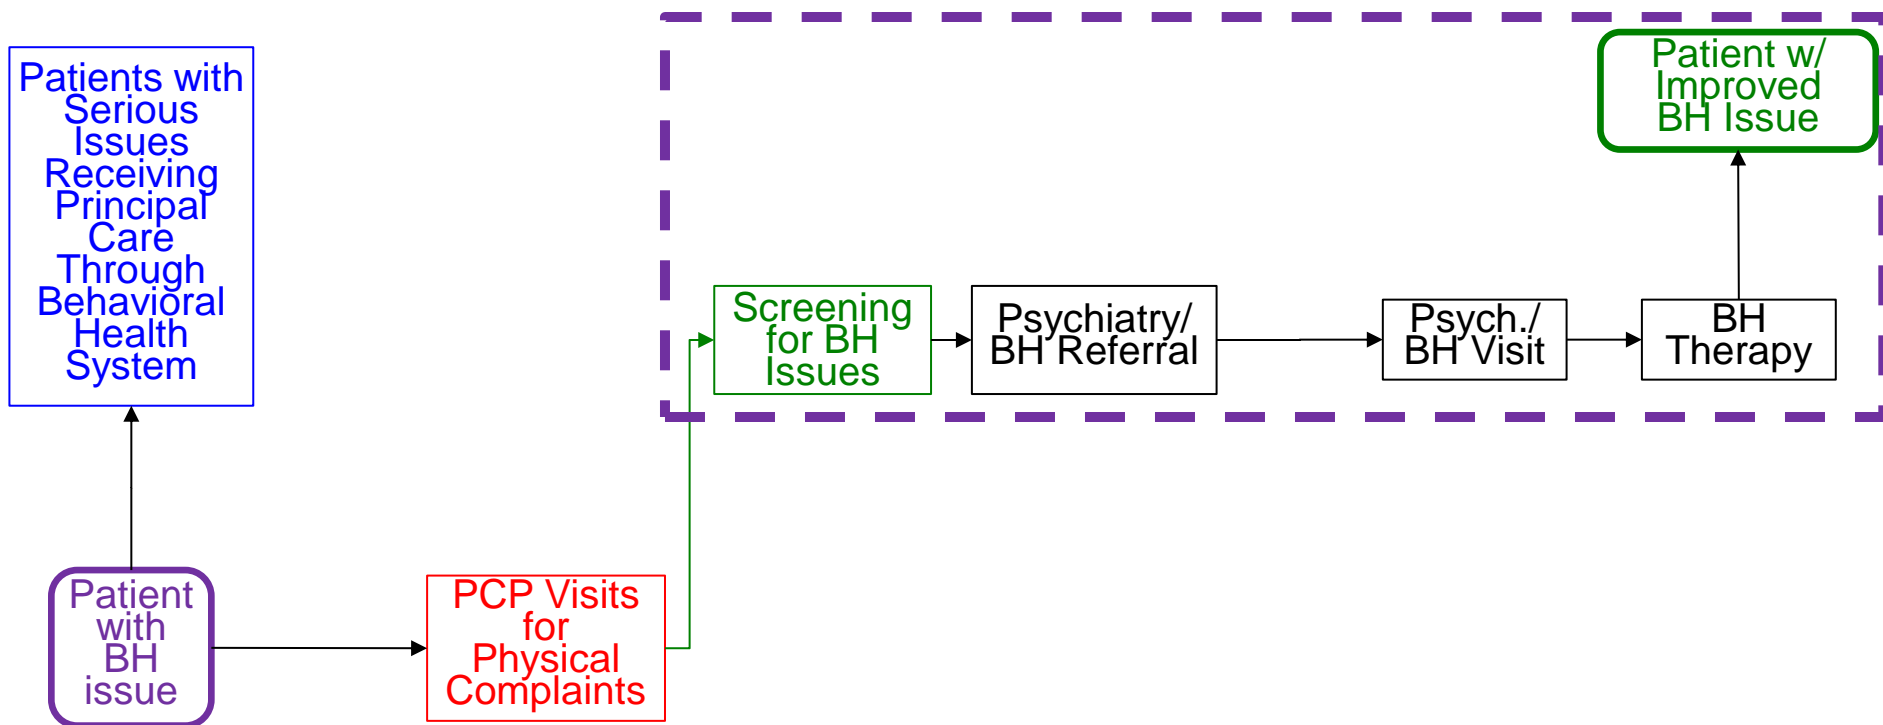 Patients with
Serious
Issues
Receiving
Principal
Care
Through
Behavioral
Health
System
Patient w/
Improved
BH Issue
Screening
for BH
Issues
Psychiatry/
BH Referral
Psych./
BH Visit
BH
Therapy
Patient
with
BH
issue
PCP Visits
for
Physical
Complaints